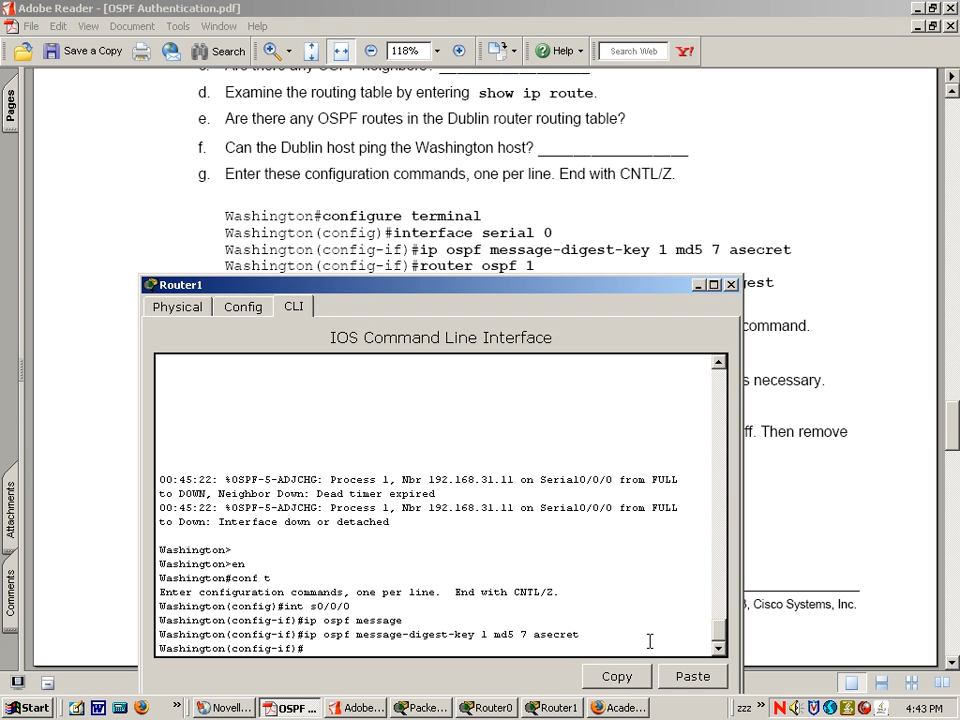 Adobe Reader - [OSPF Authentication.pdf]
File Edit View Document Tools Window Help
Save a Copy Search 118% Help Search Web Y!
d. Examine the routing table by entering show ip route.
e. Are there any OSPF routes in the Dublin router routing table?
f. Can the Dublin host ping the Washington host? __________________
g. Enter these configuration commands, one per line. End with CNTL/Z.
Washington#configure terminal
Washington(config)#interface serial 0
Washington(config-if)#ip ospf message-digest-key 1 md5 7 asecret
Washington(config-if)#router ospf 1
gest
command.
s necessary.
ff. Then remove
3, Cisco Systems, Inc.
Pages
Attachments
Comments
Router1
Physical Config CLI
IOS Command Line Interface
00:45:22: %OSPF-5-ADJCHG: Process 1, Nbr 192.168.31.11 on Serial0/0/0 from FULL
to DOWN, Neighbor Down: Dead timer expired
00:45:22: %OSPF-5-ADJCHG: Process 1, Nbr 192.168.31.11 on Serial0/0/0 from FULL
to Down: Interface down or detached
Washington>
Washington>en
Washington#conf t
Enter configuration commands, one per line. End with CNTL/Z.
Washington(config)#int s0/0/0
Washington(config-if)#ip ospf message
Washington(config-if)#ip ospf message-digest-key 1 md5 7 asecret
Washington(config-if)#
Copy Paste
Start Novell... OSPF ... Adobe... Packe... Router0 Router1 Acade... zzz 4:43 PM